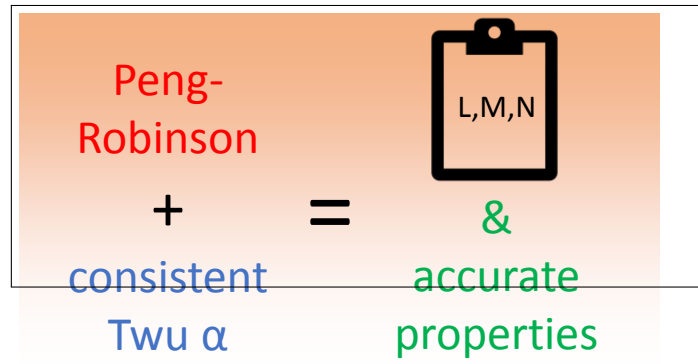 Peng-
Robinson
+
consistent
Twu α
=
L,M,N
&
accurate
properties